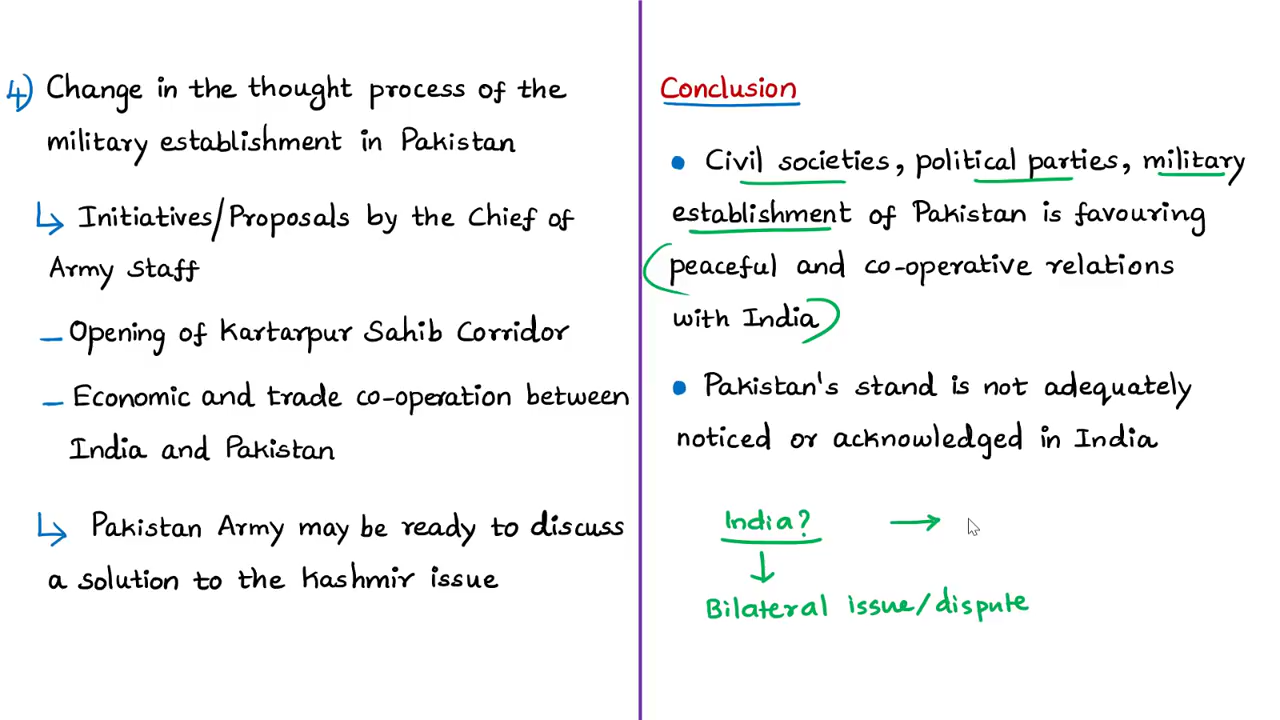 4) Change in the thought process of the
military establishment in Pakistan
↳ Initiatives/Proposals by the Chief of
Army staff
– Opening of Kartarpur Sahib Corridor
– Economic and trade co-operation between
India and Pakistan
↳ Pakistan Army may be ready to discuss
a solution to the Kashmir issue
Conclusion
• Civil societies, political parties, military
establishment of Pakistan is favouring
(peaceful and co-operative relations
with India)
• Pakistan's stand is not adequately
noticed or acknowledged in India
India? →
↓
Bilateral issue/dispute